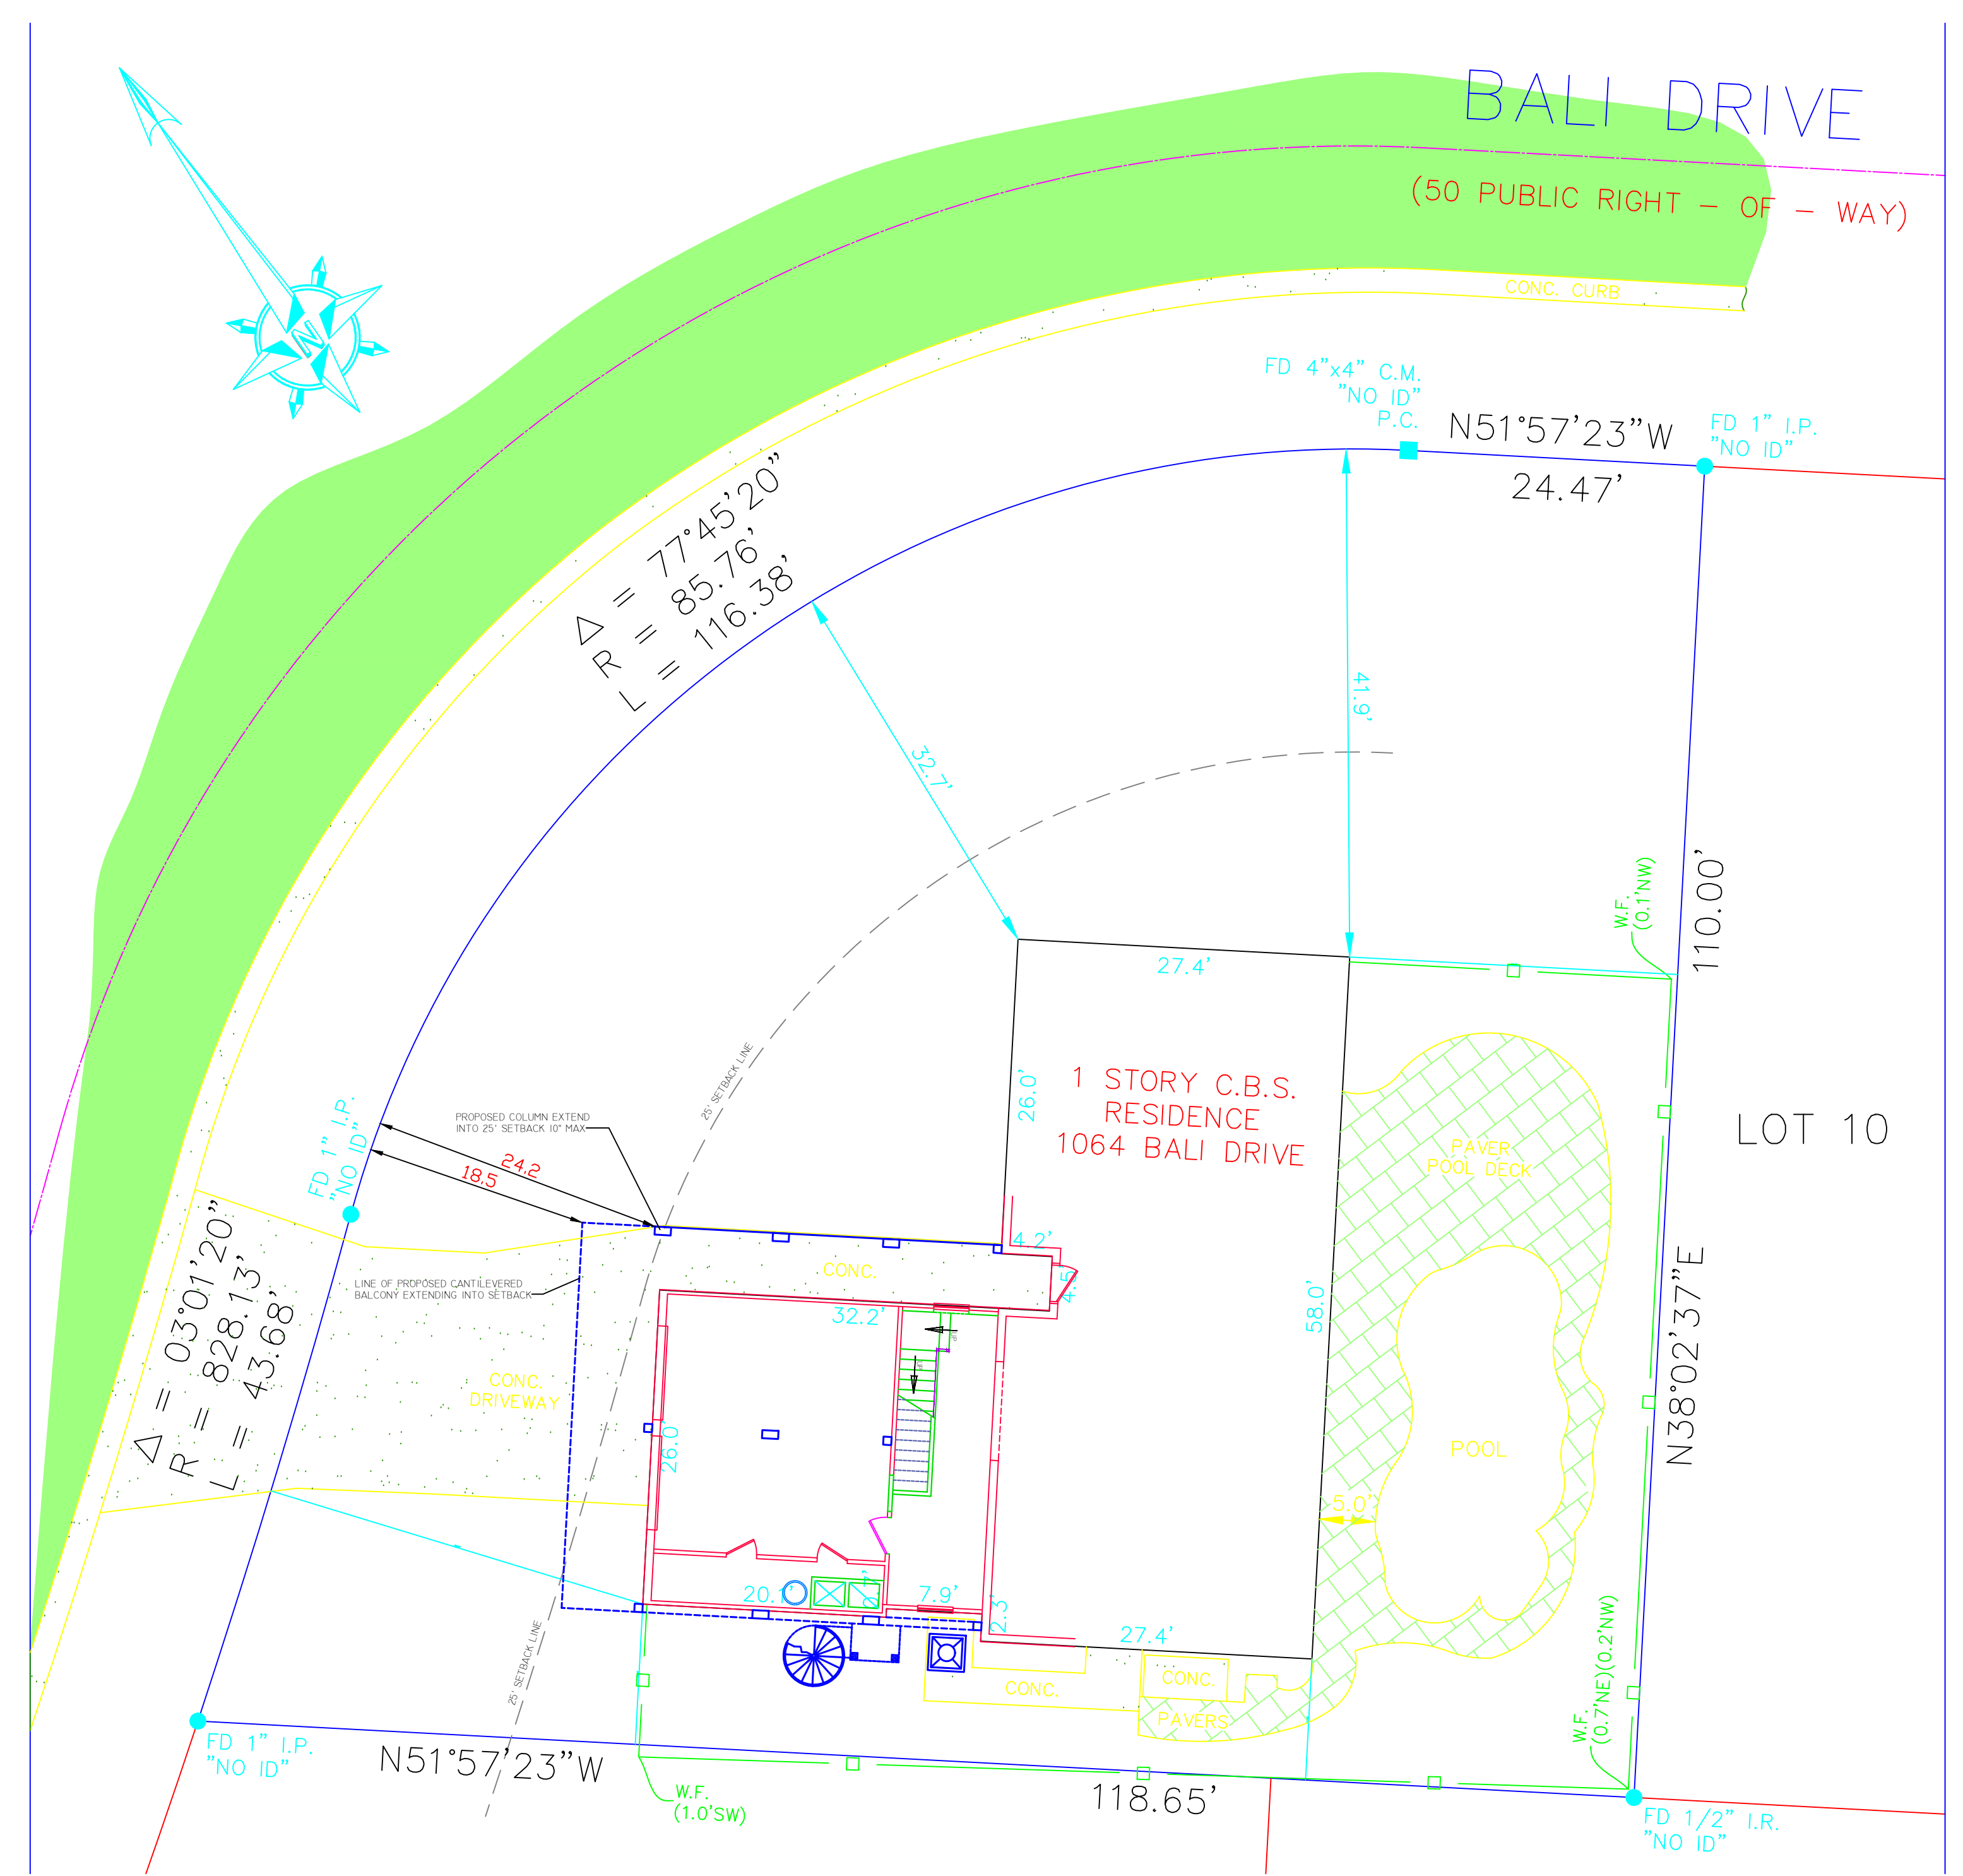 BALI DRIVE
(50 PUBLIC RIGHT - OF - WAY)
CONC. CURB
N
FD 4"x4" C.M.
"NO ID"
P.C.
N51°57'23"W
24.47'
FD 1" I.P.
"NO ID"
Δ = 77°45'20"
R = 85.76'
L = 116.38'
41.9'
32.7'
W.F.
(0.1'NW)
110.00'
27.4'
25' SETBACK LINE
26.0'
1 STORY C.B.S.
RESIDENCE
1064 BALI DRIVE
LOT 10
PAVER
POOL DECK
FD 1" I.P.
"NO ID"
PROPOSED COLUMN EXTEND
INTO 25' SETBACK 10" MAX
24.2
18.5
4.2'
4.5'
CONC.
LINE OF PROPOSED CANTILEVERED
BALCONY EXTENDING INTO SETBACK
32.2'
UP
58.0'
N38°02'37"E
Δ = 03°01'20"
R = 828.13'
L = 43.68'
CONC.
DRIVEWAY
26.0'
POOL
5.0'
20.1'
7.9'
2.3'
27.4'
25' SETBACK LINE
CONC.
CONC.
PAVERS
W.F.
(0.7'NE)(0.2'NW)
FD 1" I.P.
"NO ID"
N51°57'23"W
W.F.
(1.0'SW)
118.65'
FD 1/2" I.R.
"NO ID"